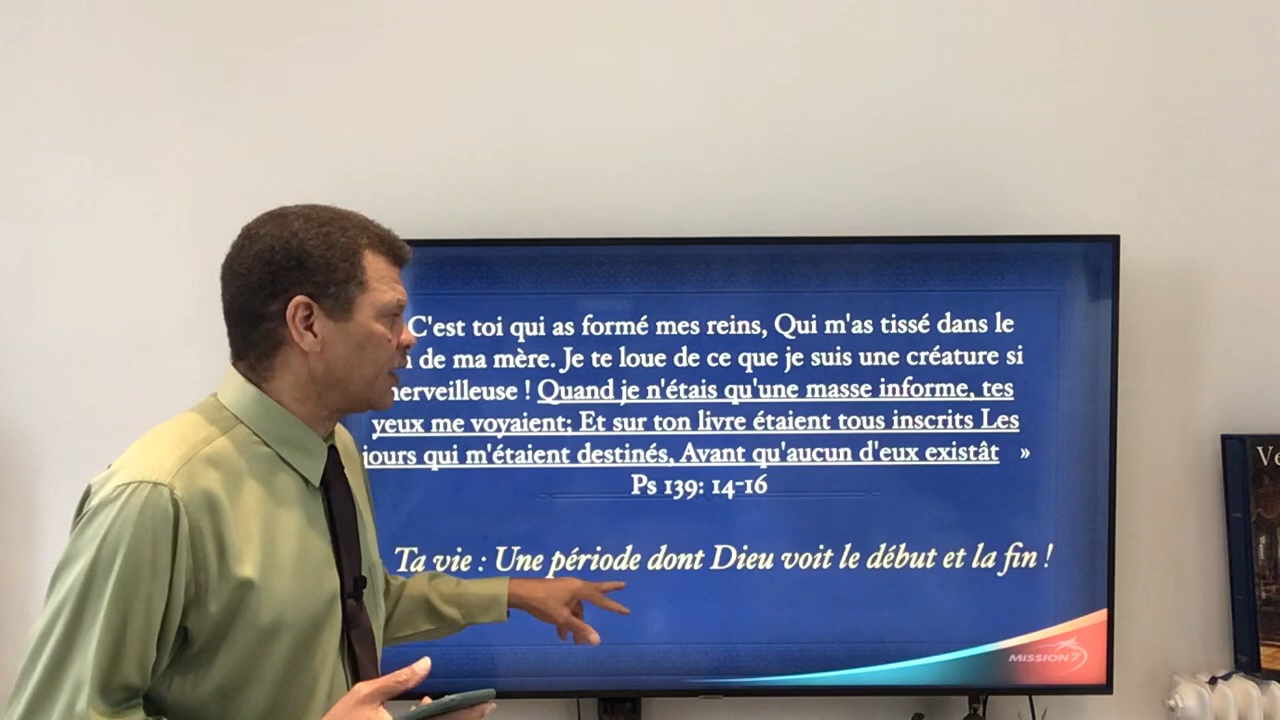 C'est toi qui as formé mes reins, Qui m'as tissé dans le
de ma mère. Je te loue de ce que je suis une créature si
merveilleuse ! Quand je n'étais qu'une masse informe, tes
yeux me voyaient; Et sur ton livre étaient tous inscrits Les
jours qui m'étaient destinés, Avant qu'aucun d'eux existât »
Ps 139: 14-16
Ta vie : Une période dont Dieu voit le début et la fin !
MISSION 7